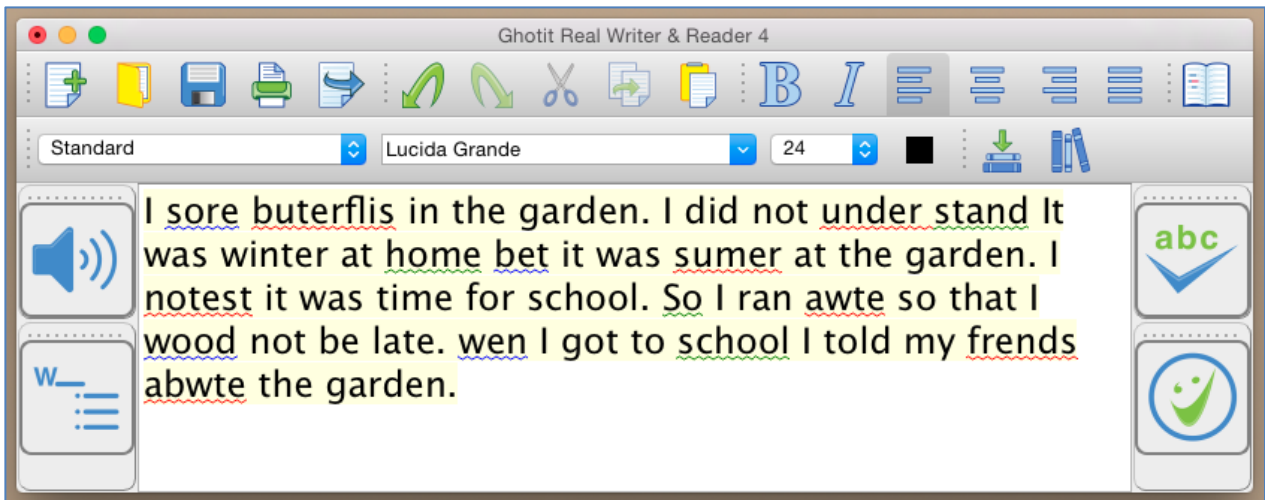 Ghotit Real Writer & Reader 4
B I
Standard Lucida Grande 24
I sore buterflis in the garden. I did not under stand It
was winter at home bet it was sumer at the garden. I
notest it was time for school. So I ran awte so that I
wood not be late. wen I got to school I told my frends
abwte the garden.
abc
W